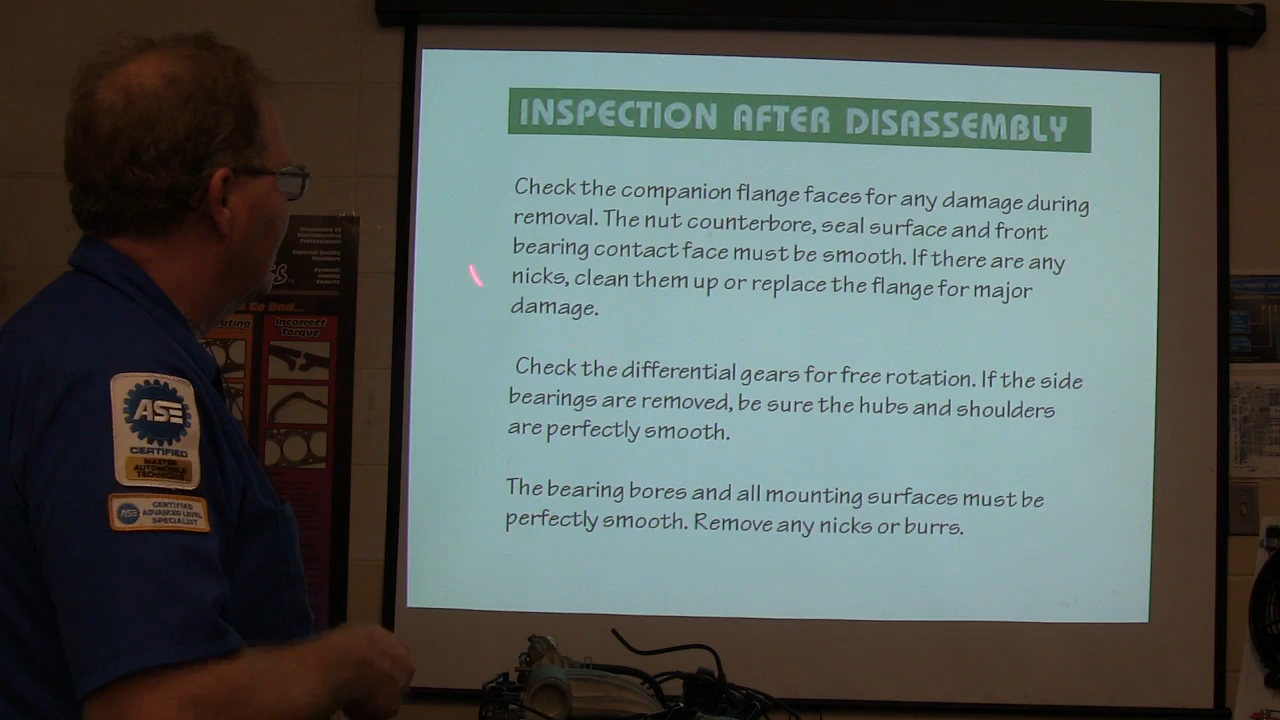 INSPECTION AFTER DISASSEMBLY
Check the companion flange faces for any damage during
removal. The nut counterbore, seal surface and front
bearing contact face must be smooth. If there are any
nicks, clean them up or replace the flange for major
damage.
Check the differential gears for free rotation. If the side
bearings are removed, be sure the hubs and shoulders
are perfectly smooth.
The bearing bores and all mounting surfaces must be
perfectly smooth. Remove any nicks or burrs.
ASE
CERTIFIED
MASTER
AUTOMOBILE
TECHNICIAN
ASE
CERTIFIED
ADVANCED LEVEL
SPECIALIST
Incorrect
Torque